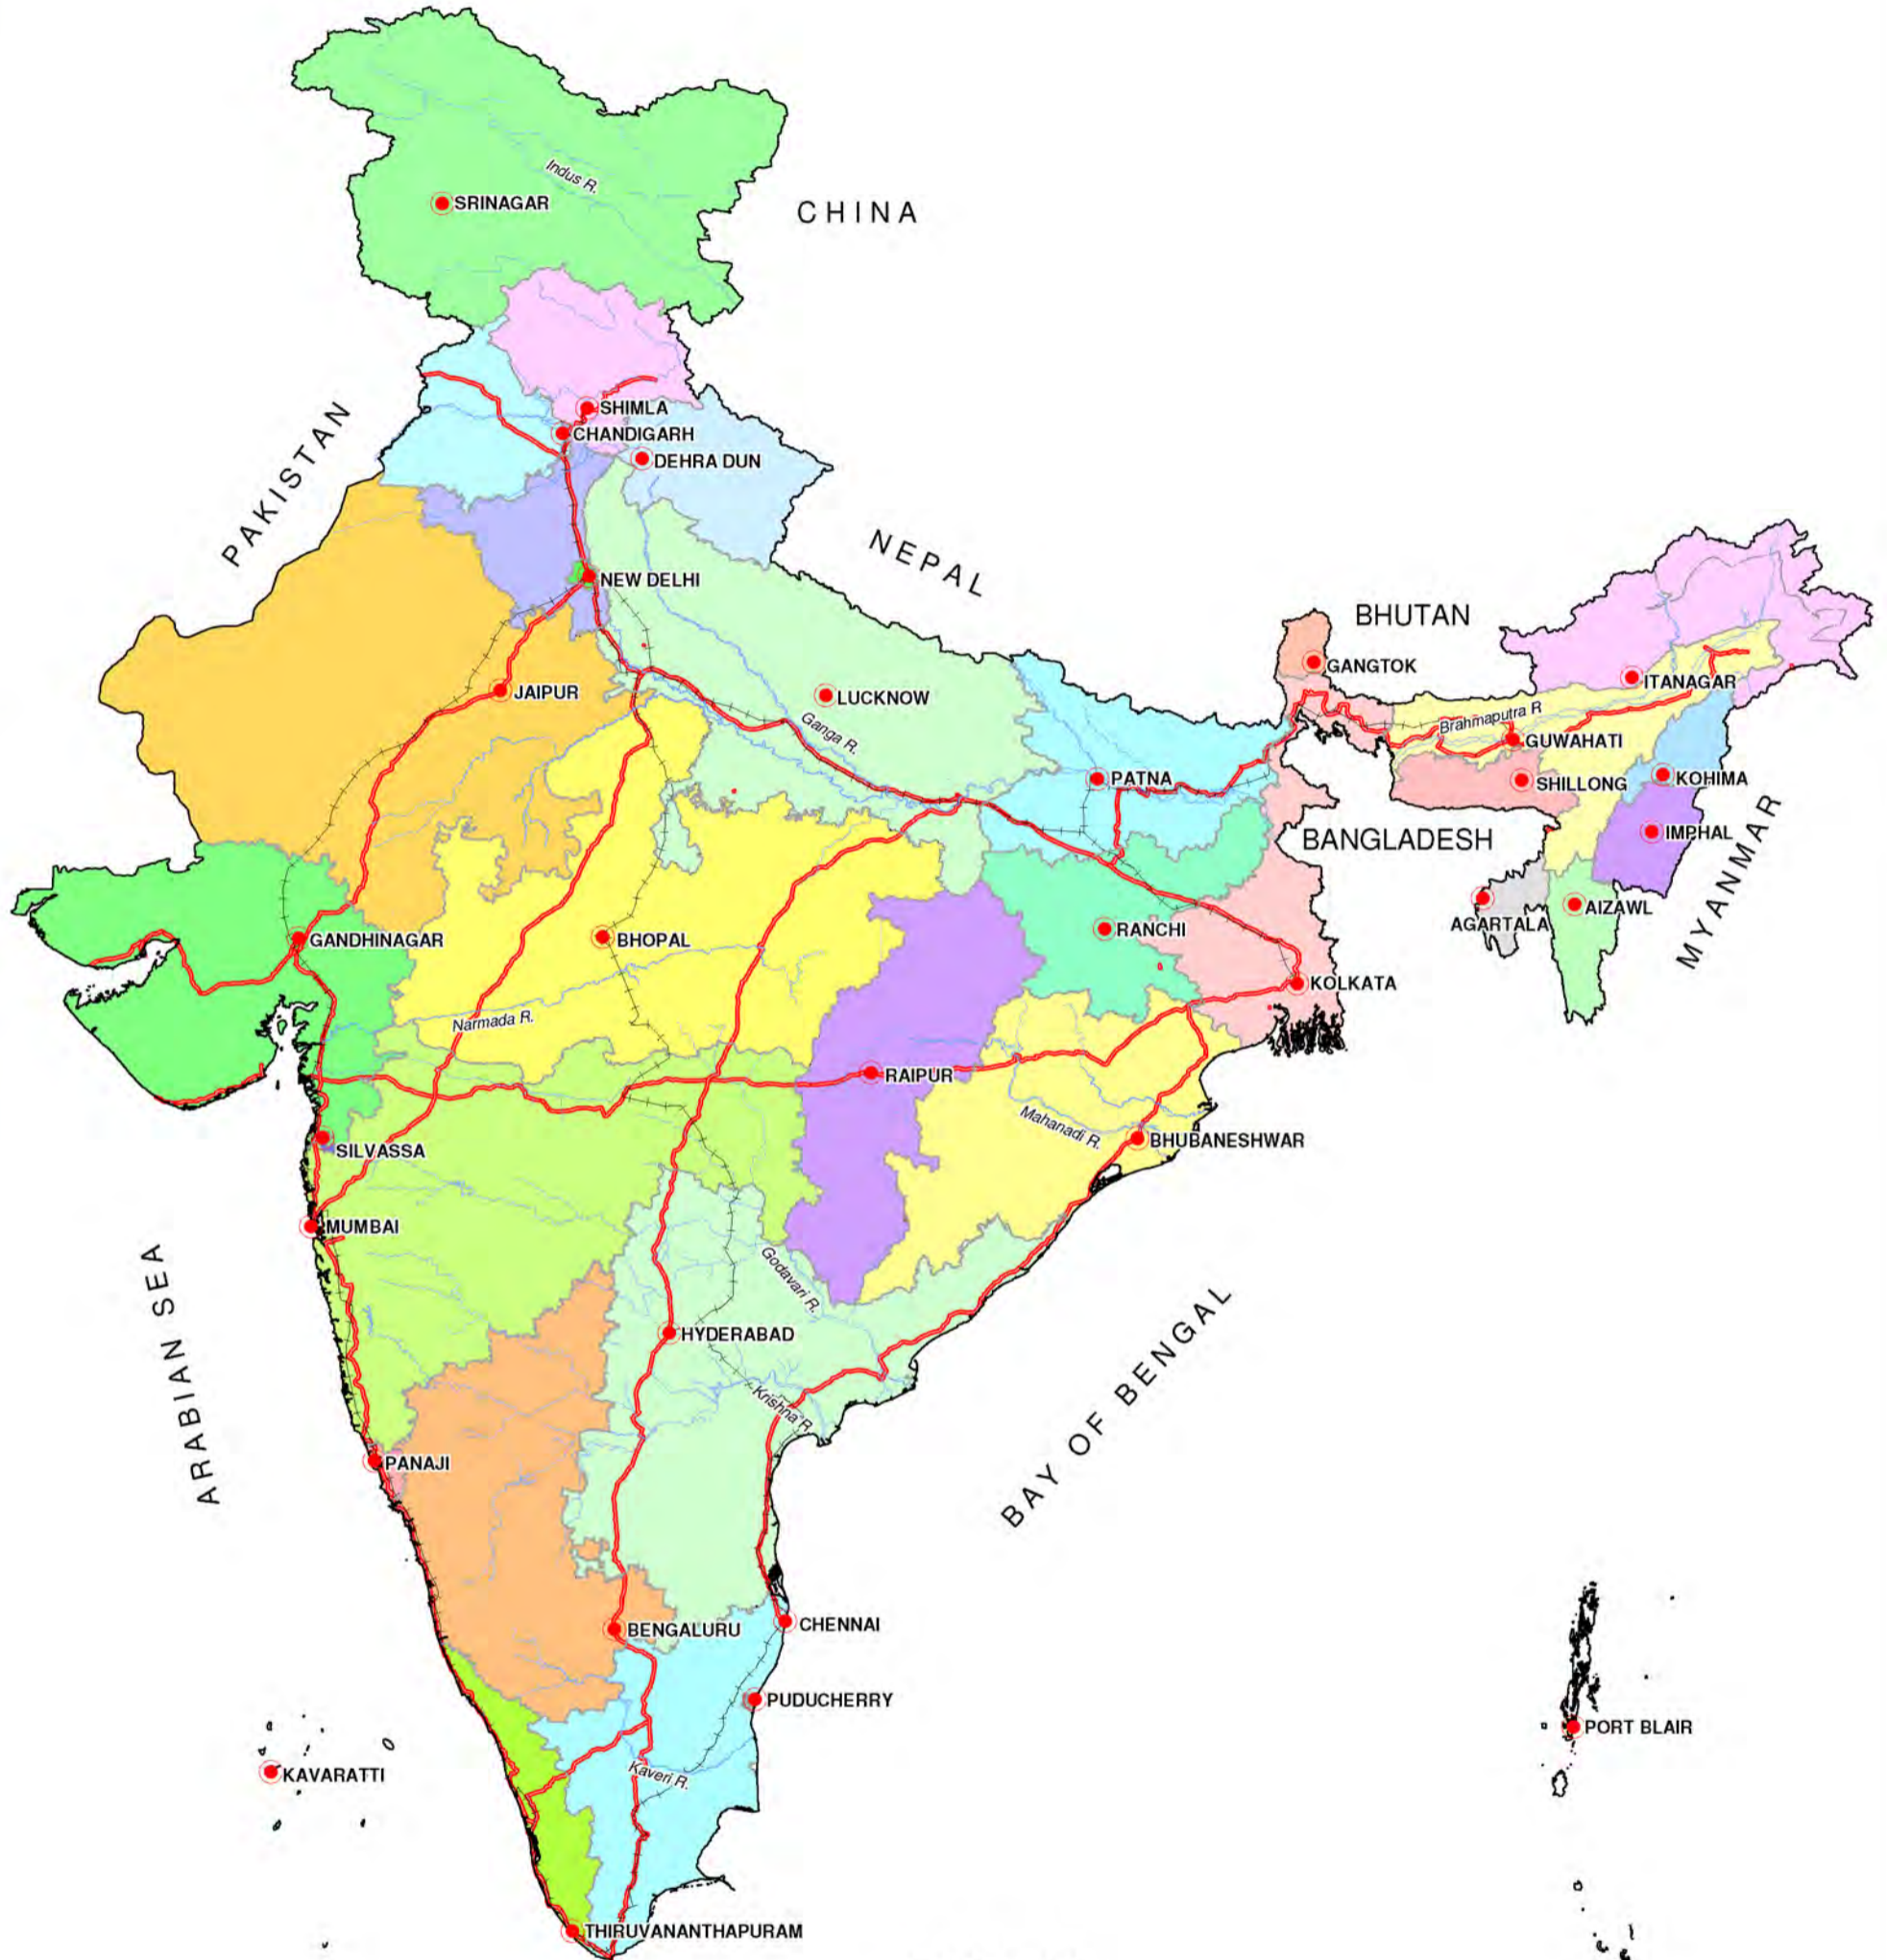 Indus R.
SRINAGAR
CHINA
SHIMLA
CHANDIGARH
DEHRA DUN
PAKISTAN
NEPAL
NEW DELHI
BHUTAN
GANGTOK
ITANAGAR
JAIPUR
LUCKNOW
Ganga R.
Brahmaputra R
GUWAHATI
PATNA
SHILLONG
KOHIMA
BANGLADESH
IMPHAL
MYANMAR
AIZAWL
AGARTALA
GANDHINAGAR
BHOPAL
RANCHI
KOLKATA
Narmada R.
RAIPUR
Mahanadi R.
BHUBANESHWAR
SILVASSA
MUMBAI
ARABIAN SEA
Godavari R.
HYDERABAD
BAY OF BENGAL
Krishna R.
PANAJI
CHENNAI
BENGALURU
PUDUCHERRY
PORT BLAIR
KAVARATTI
Kaveri R.
THIRUVANANTHAPURAM